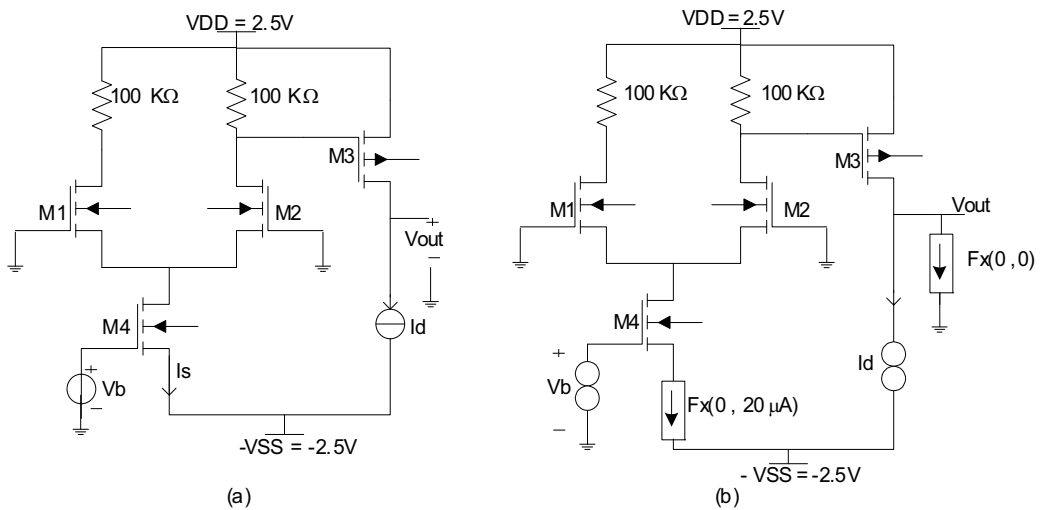 VDD = 2.5V
100 KΩ
100 KΩ
M3
M1
M2
+
Vout
–
M4
Is
Id
+
Vb
–
-VSS = -2.5V
(a)
VDD = 2.5V
100 KΩ
100 KΩ
M3
M1
M2
Vout
Fx(0 , 0)
M4
+
Vb
–
Id
Fx(0 , 20 µA)
- VSS = -2.5V
(b)